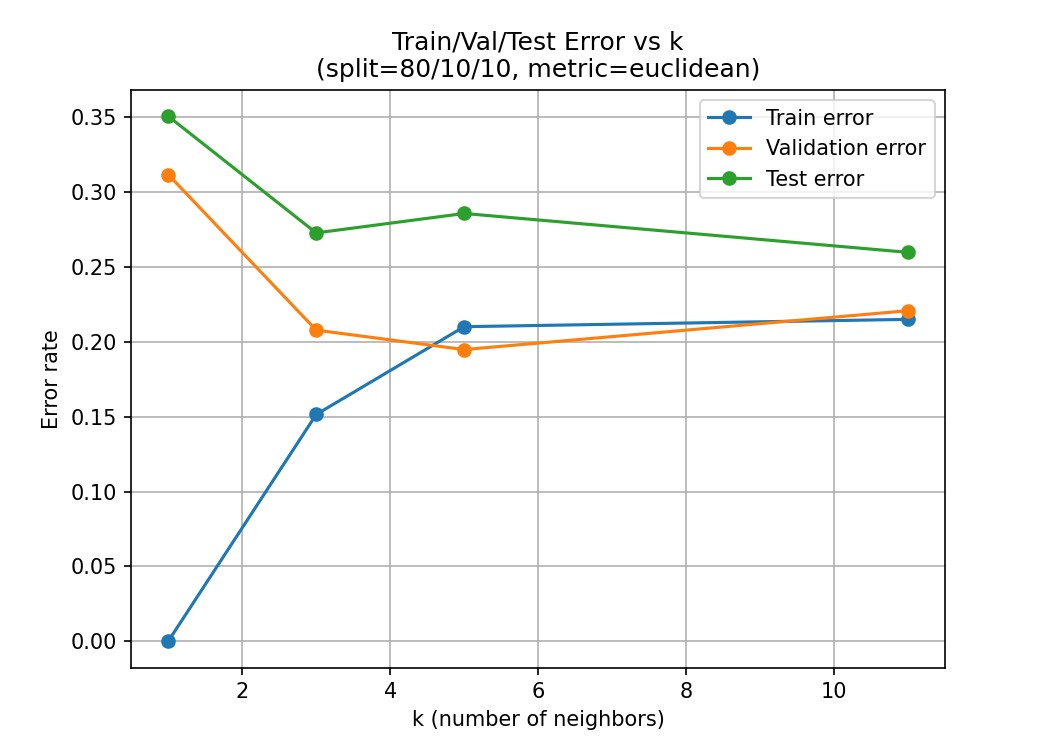 Train/Val/Test Error vs k
(split=80/10/10, metric=euclidean)
Train error
Validation error
Test error
Error rate
0.35
0.30
0.25
0.20
0.15
0.10
0.05
0.00
2 4 6 8 10
k (number of neighbors)